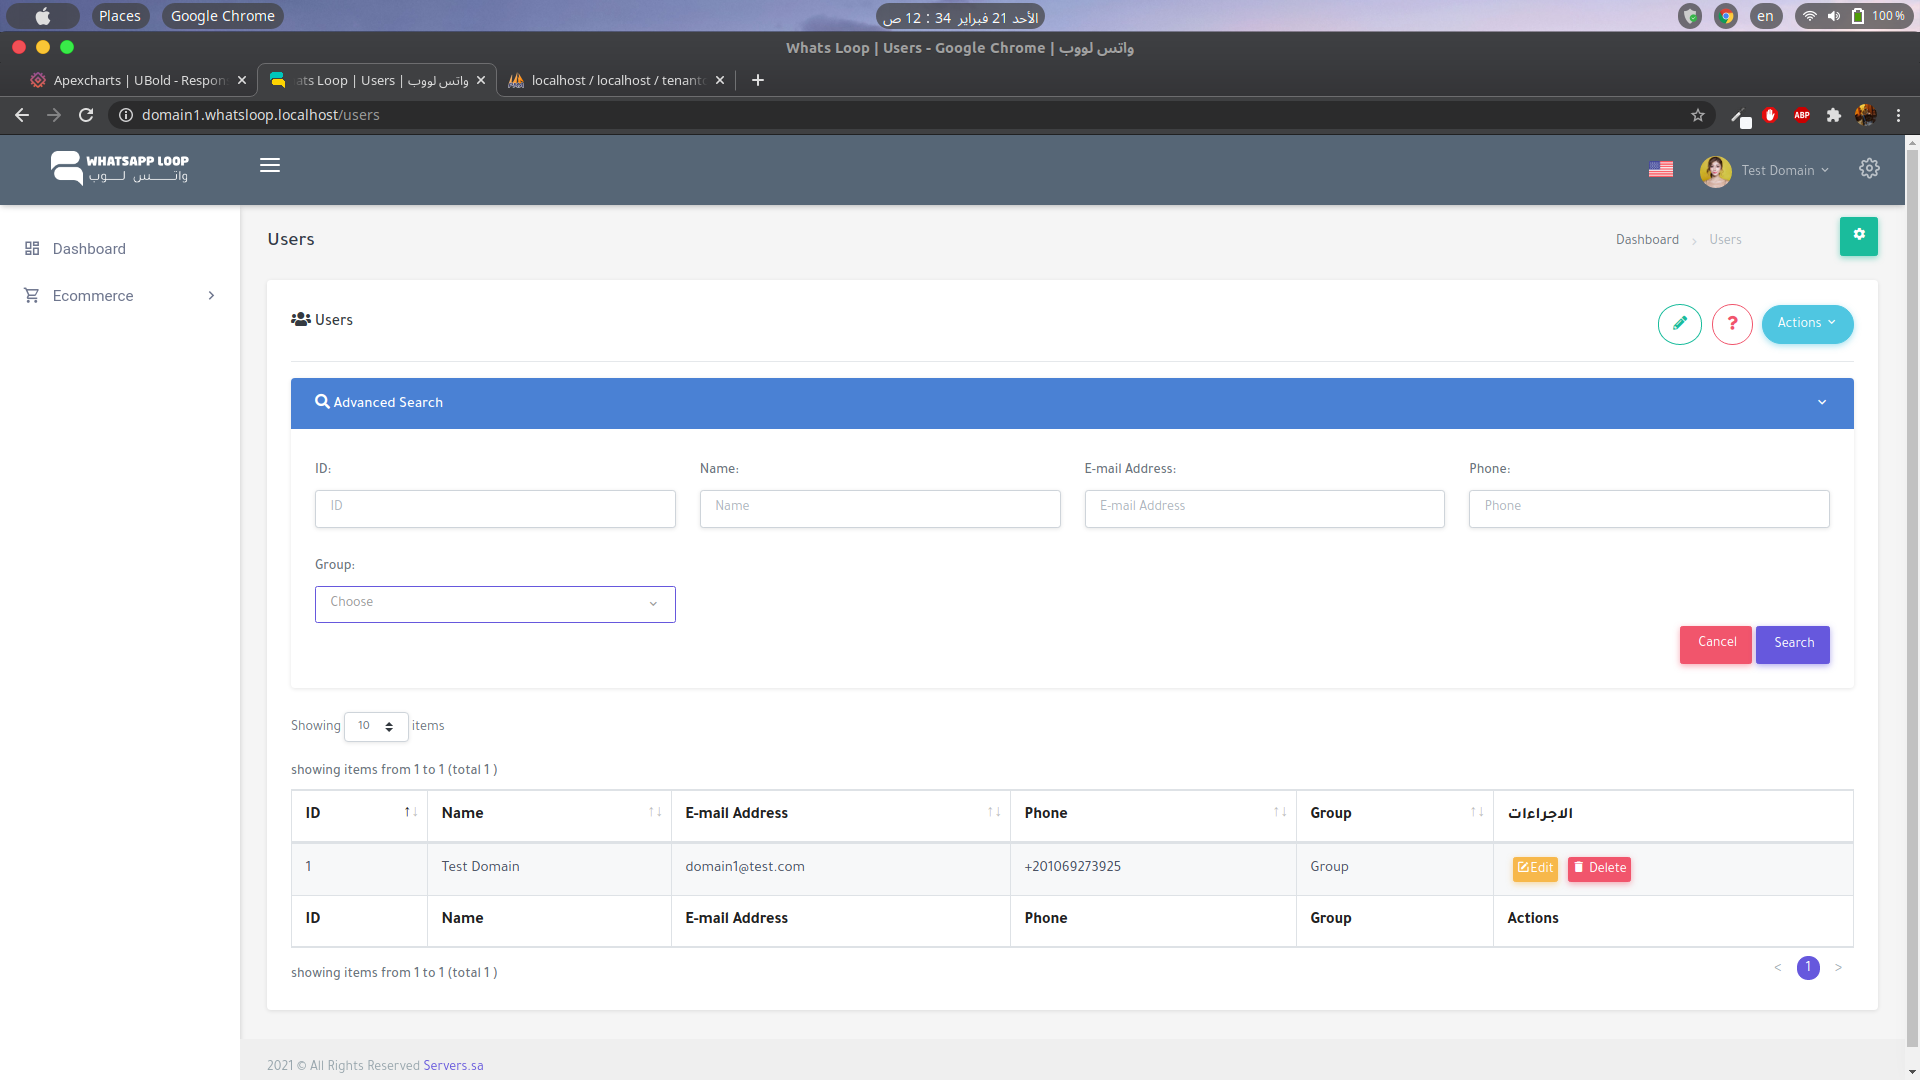 Places
Google Chrome
الأحد 21 فبراير 34 : 12 ص
en
100 %
Whats Loop | Users - Google Chrome | واتس لووب
Apexcharts | UBold - Respon
ats Loop | Users | واتس لووب
localhost / localhost / tenant
domain1.whatsloop.localhost/users
ABP
WHATSAPP LOOP
واتس لوب
Test Domain
Dashboard
Ecommerce
Users
Dashboard > Users
Users
?
Actions
Advanced Search
ID:
Name:
E-mail Address:
Phone:
ID
Name
E-mail Address
Phone
Group:
Choose
Cancel
Search
Showing 10 items
showing items from 1 to 1 (total 1 )
ID Name E-mail Address Phone Group الاجراءات
1 Test Domain domain1@test.com +201069273925 Group Edit Delete
ID Name E-mail Address Phone Group Actions
showing items from 1 to 1 (total 1 )
< 1 >
2021 © All Rights Reserved Servers.sa